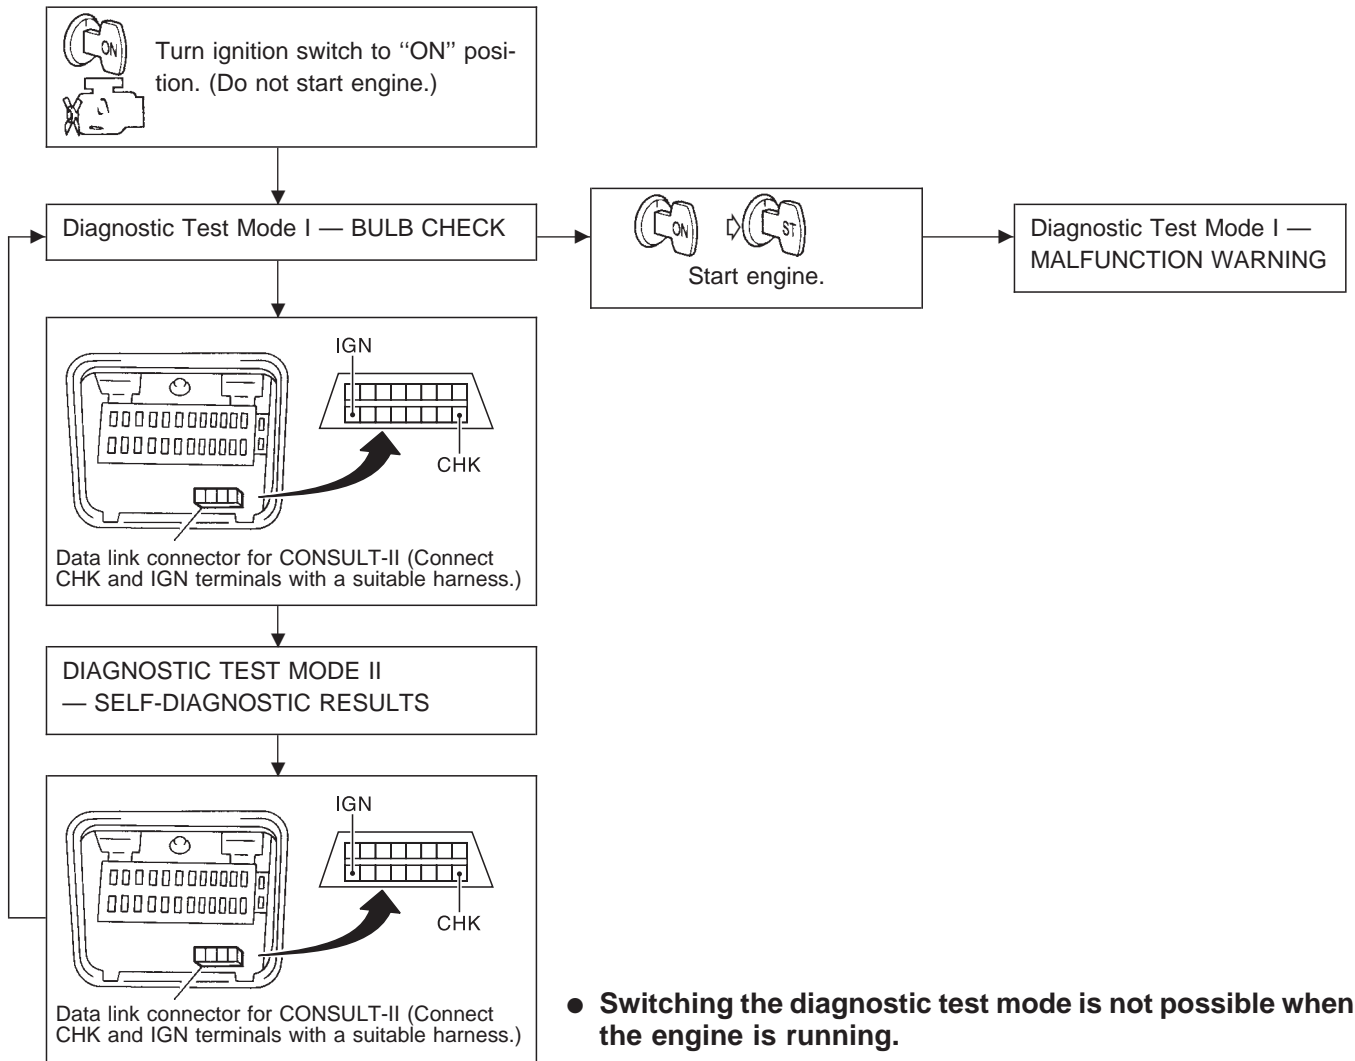 ON
Turn ignition switch to ‘‘ON’’ posi-
tion. (Do not start engine.)
Diagnostic Test Mode I — BULB CHECK
ON
ST
Start engine.
Diagnostic Test Mode I —
MALFUNCTION WARNING
IGN
CHK
Data link connector for CONSULT-II (Connect
CHK and IGN terminals with a suitable harness.)
DIAGNOSTIC TEST MODE II
— SELF-DIAGNOSTIC RESULTS
IGN
CHK
Data link connector for CONSULT-II (Connect
CHK and IGN terminals with a suitable harness.)
● Switching the diagnostic test mode is not possible when
the engine is running.